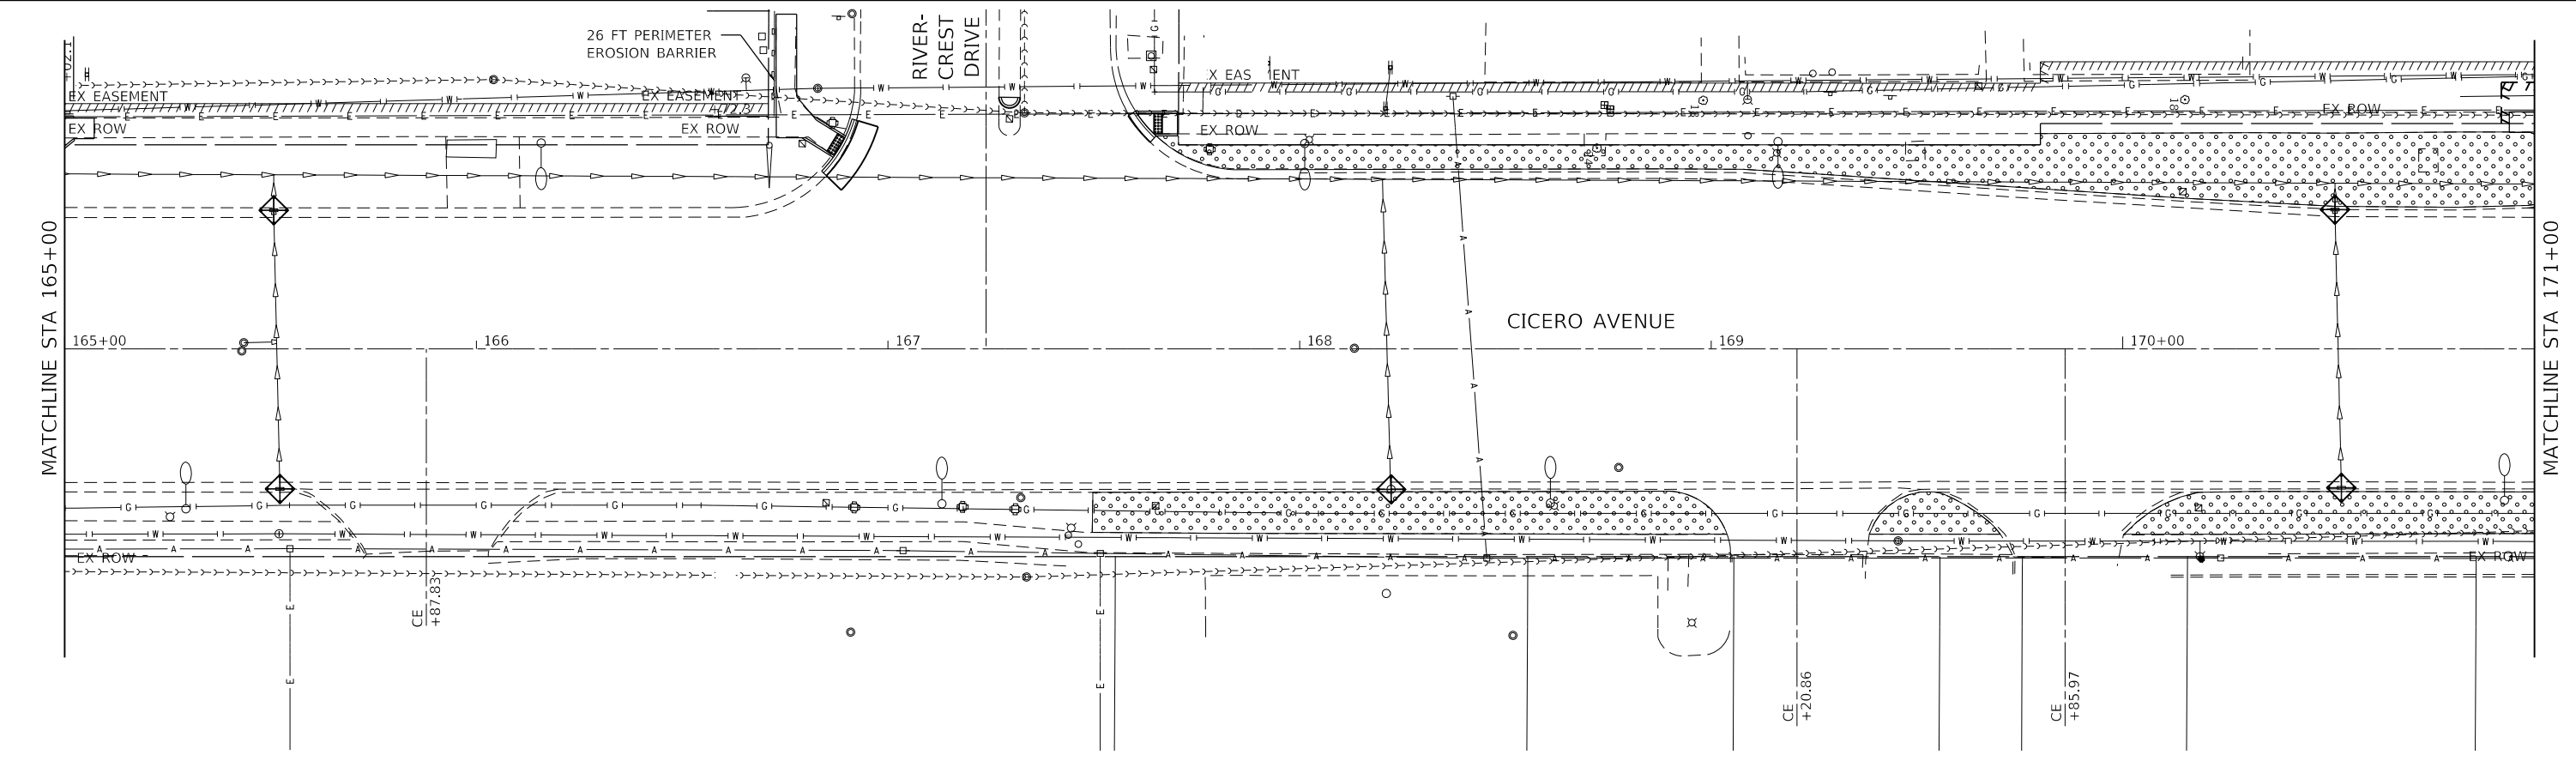 26 FT PERIMETER
EROSION BARRIER
RIVER-
CREST
DRIVE
EX EASEMENT
EX EASEMENT
EX ROW
EX ROW
EX ROW
EX ROW
MATCHLINE STA 165+00
MATCHLINE STA 171+00
CICERO AVENUE
165+00
166
167
168
169
170+00
EX ROW
EX ROW
CE
+87.83
CE
+20.86
CE
+85.97